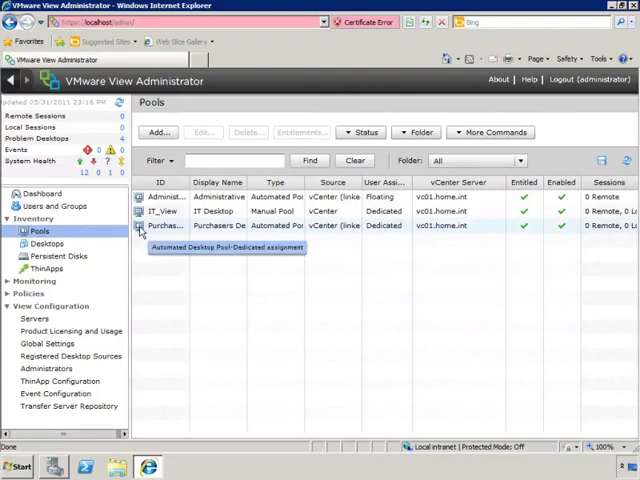 VMware View Administrator - Windows Internet Explorer
https://localhost/admin/
Certificate Error
Bing
Favorites
Suggested Sites
Web Slice Gallery
VMware View Administrator
Page
Safety
Tools
VMware View Administrator
About
Help
Logout (administrator)
pdated 05/31/2011 23:16 PM
Remote Sessions 0
Local Sessions 0
Problem Desktops 4
Events 0 0
System Health
12 0 1 0
Dashboard
Users and Groups
Inventory
Pools
Desktops
Persistent Disks
ThinApps
Monitoring
Policies
View Configuration
Servers
Product Licensing and Usage
Global Settings
Registered Desktop Sources
Administrators
ThinApp Configuration
Event Configuration
Transfer Server Repository
Pools
Add... Edit... Delete... Entitlements... Status Folder More Commands
Filter Find Clear Folder: All
ID Display Name Type Source User Assi... vCenter Server Entitled Enabled Sessions
Administ... Administrative Automated Po vCenter (linke Floating vc01.home.int 0 Remote
IT_View IT Desktop Manual Pool vCenter Dedicated vc01.home.int 0 Remote, 0 Lo
Purchas... Purchasers De Automated Po vCenter (linke Dedicated vc01.home.int 0 Remote, 0 Lo
Automated Desktop Pool-Dedicated assignment
Done
Local intranet | Protected Mode: Off
100%
Start